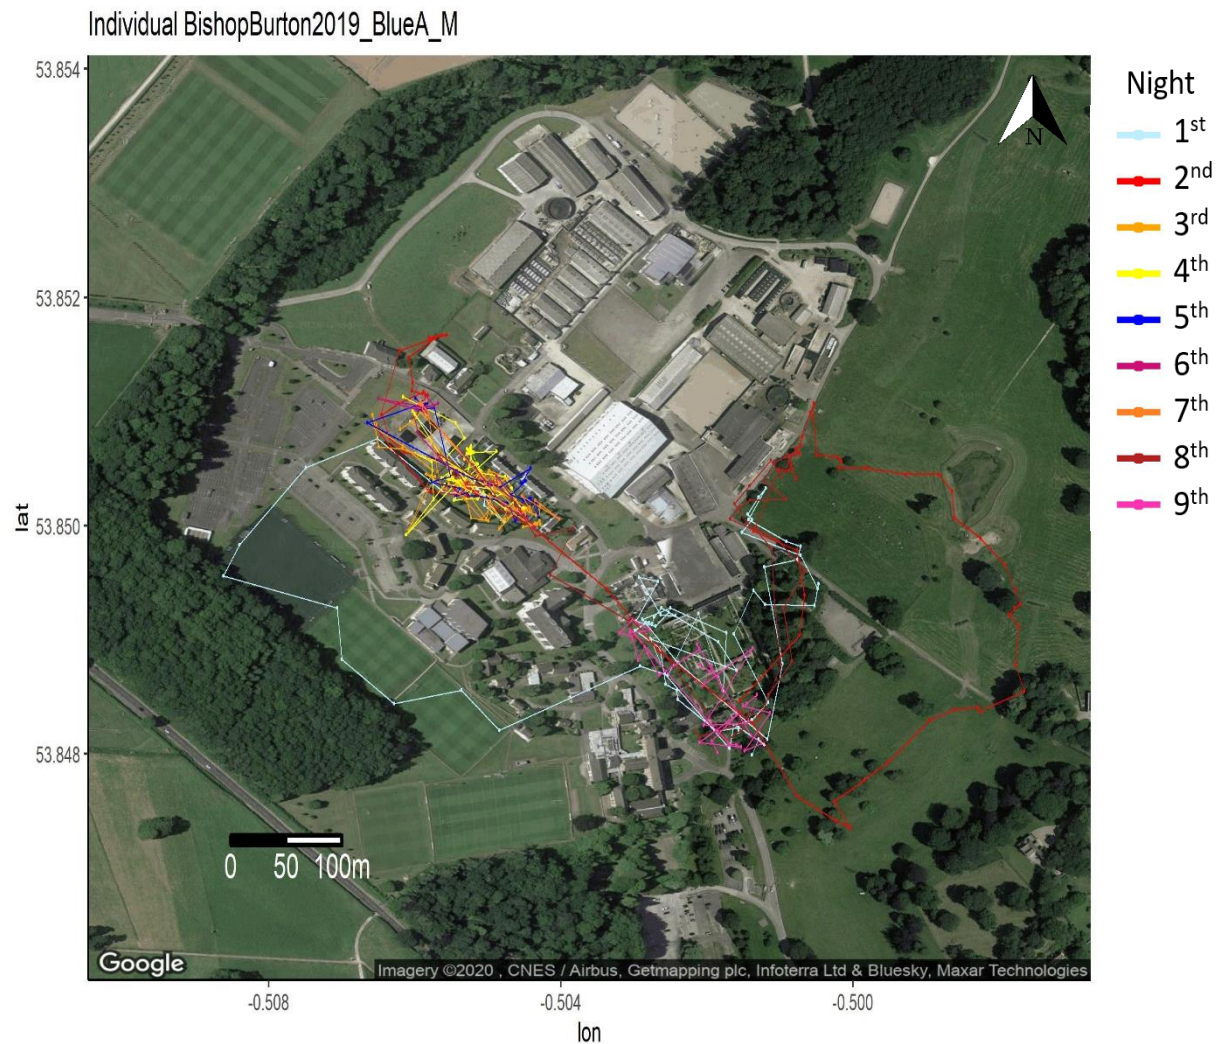 Individual BishopBurton2019_BlueA_M
53.854
53.852
53.850
53.848
lat
N
0 50 100m
Google
Imagery ©2020 , CNES / Airbus, Getmapping plc, Infoterra Ltd & Bluesky, Maxar Technologies
-0.508 -0.504 -0.500
lon
Night
1st
2nd
3rd
4th
5th
6th
7th
8th
9th